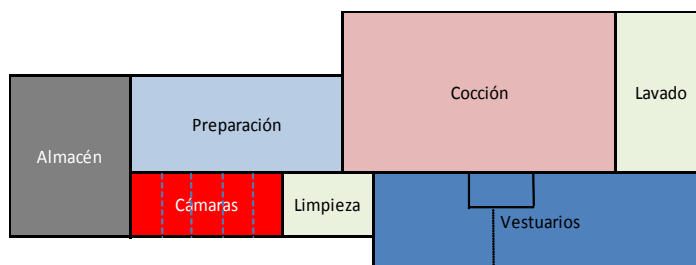 Cocción
Lavado
Preparación
Almacén
Cámaras
Limpieza
Vestuarios